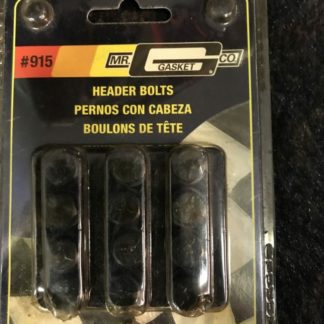 #915 MR. GASKET CO.
HEADER BOLTS
PERNOS CON CABEZA
BOULONS DE TÊTE